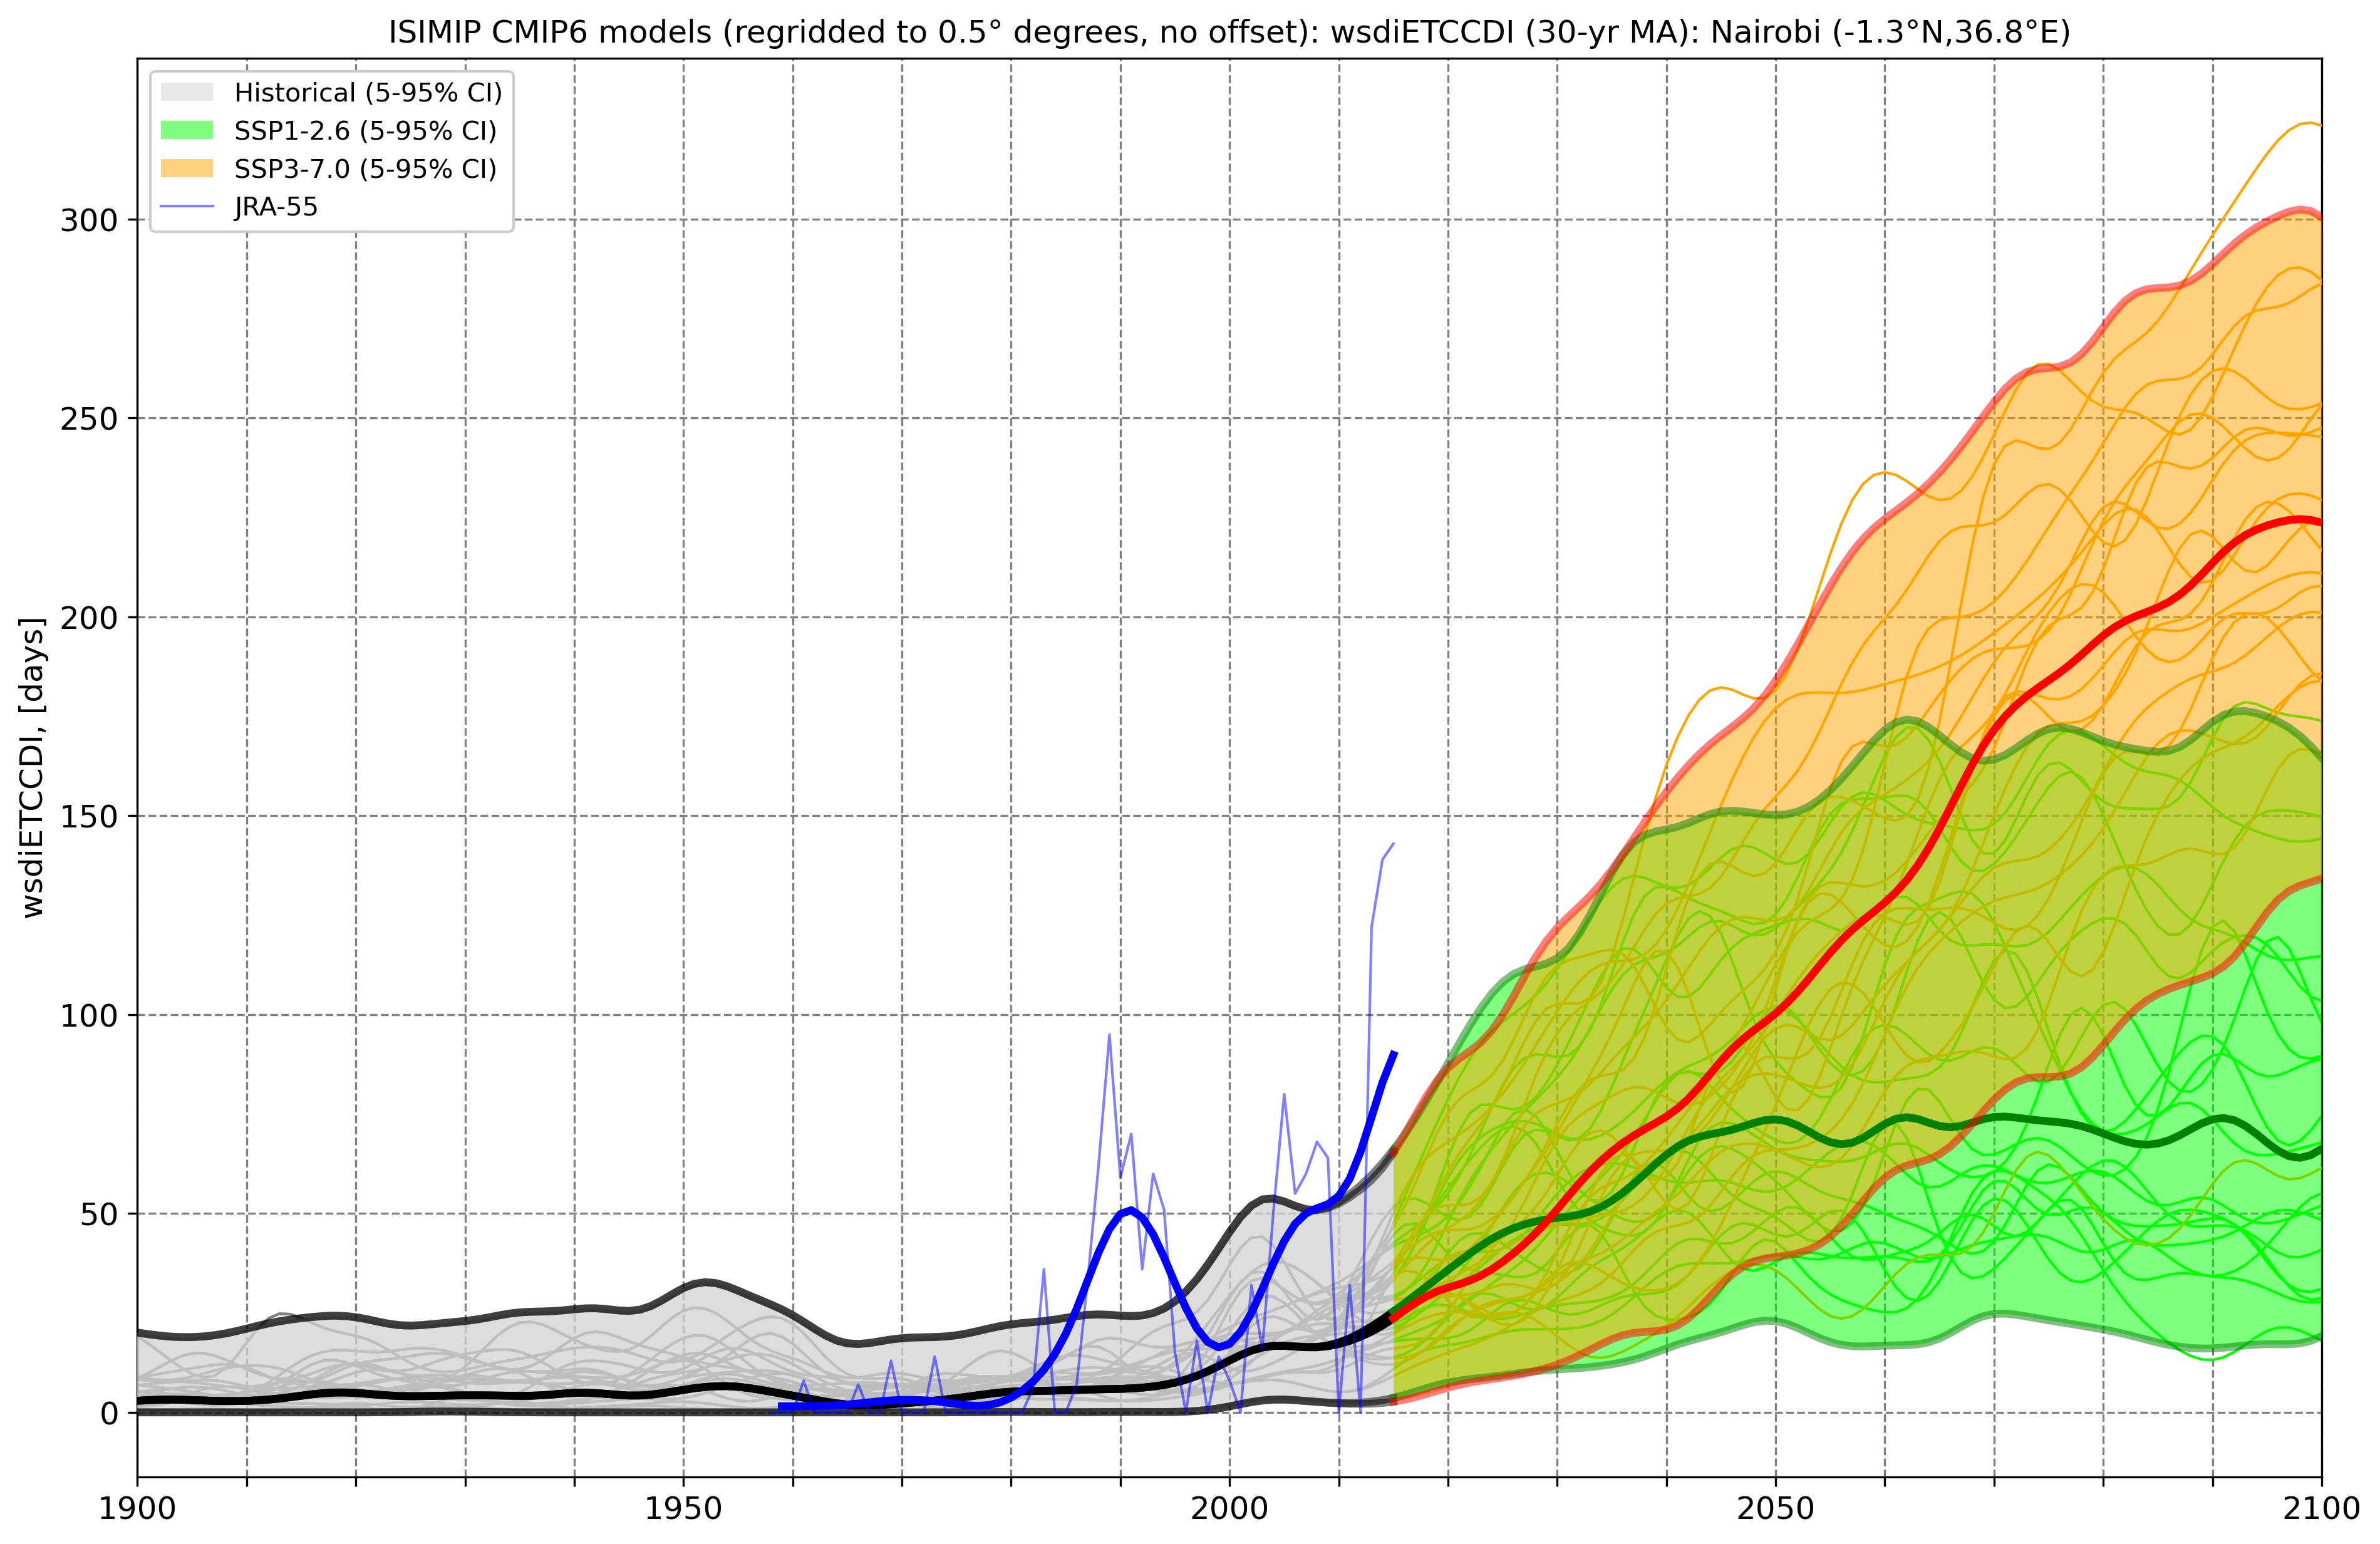 ISIMIP CMIP6 models (regridded to 0.5° degrees, no offset): wsdiETCCDI (30-yr MA): Nairobi (-1.3°N,36.8°E)
Historical (5-95% CI)
SSP1-2.6 (5-95% CI)
SSP3-7.0 (5-95% CI)
JRA-55
wsdiETCCDI, [days]
300
250
200
150
100
50
0
1900 1950 2000 2050 2100